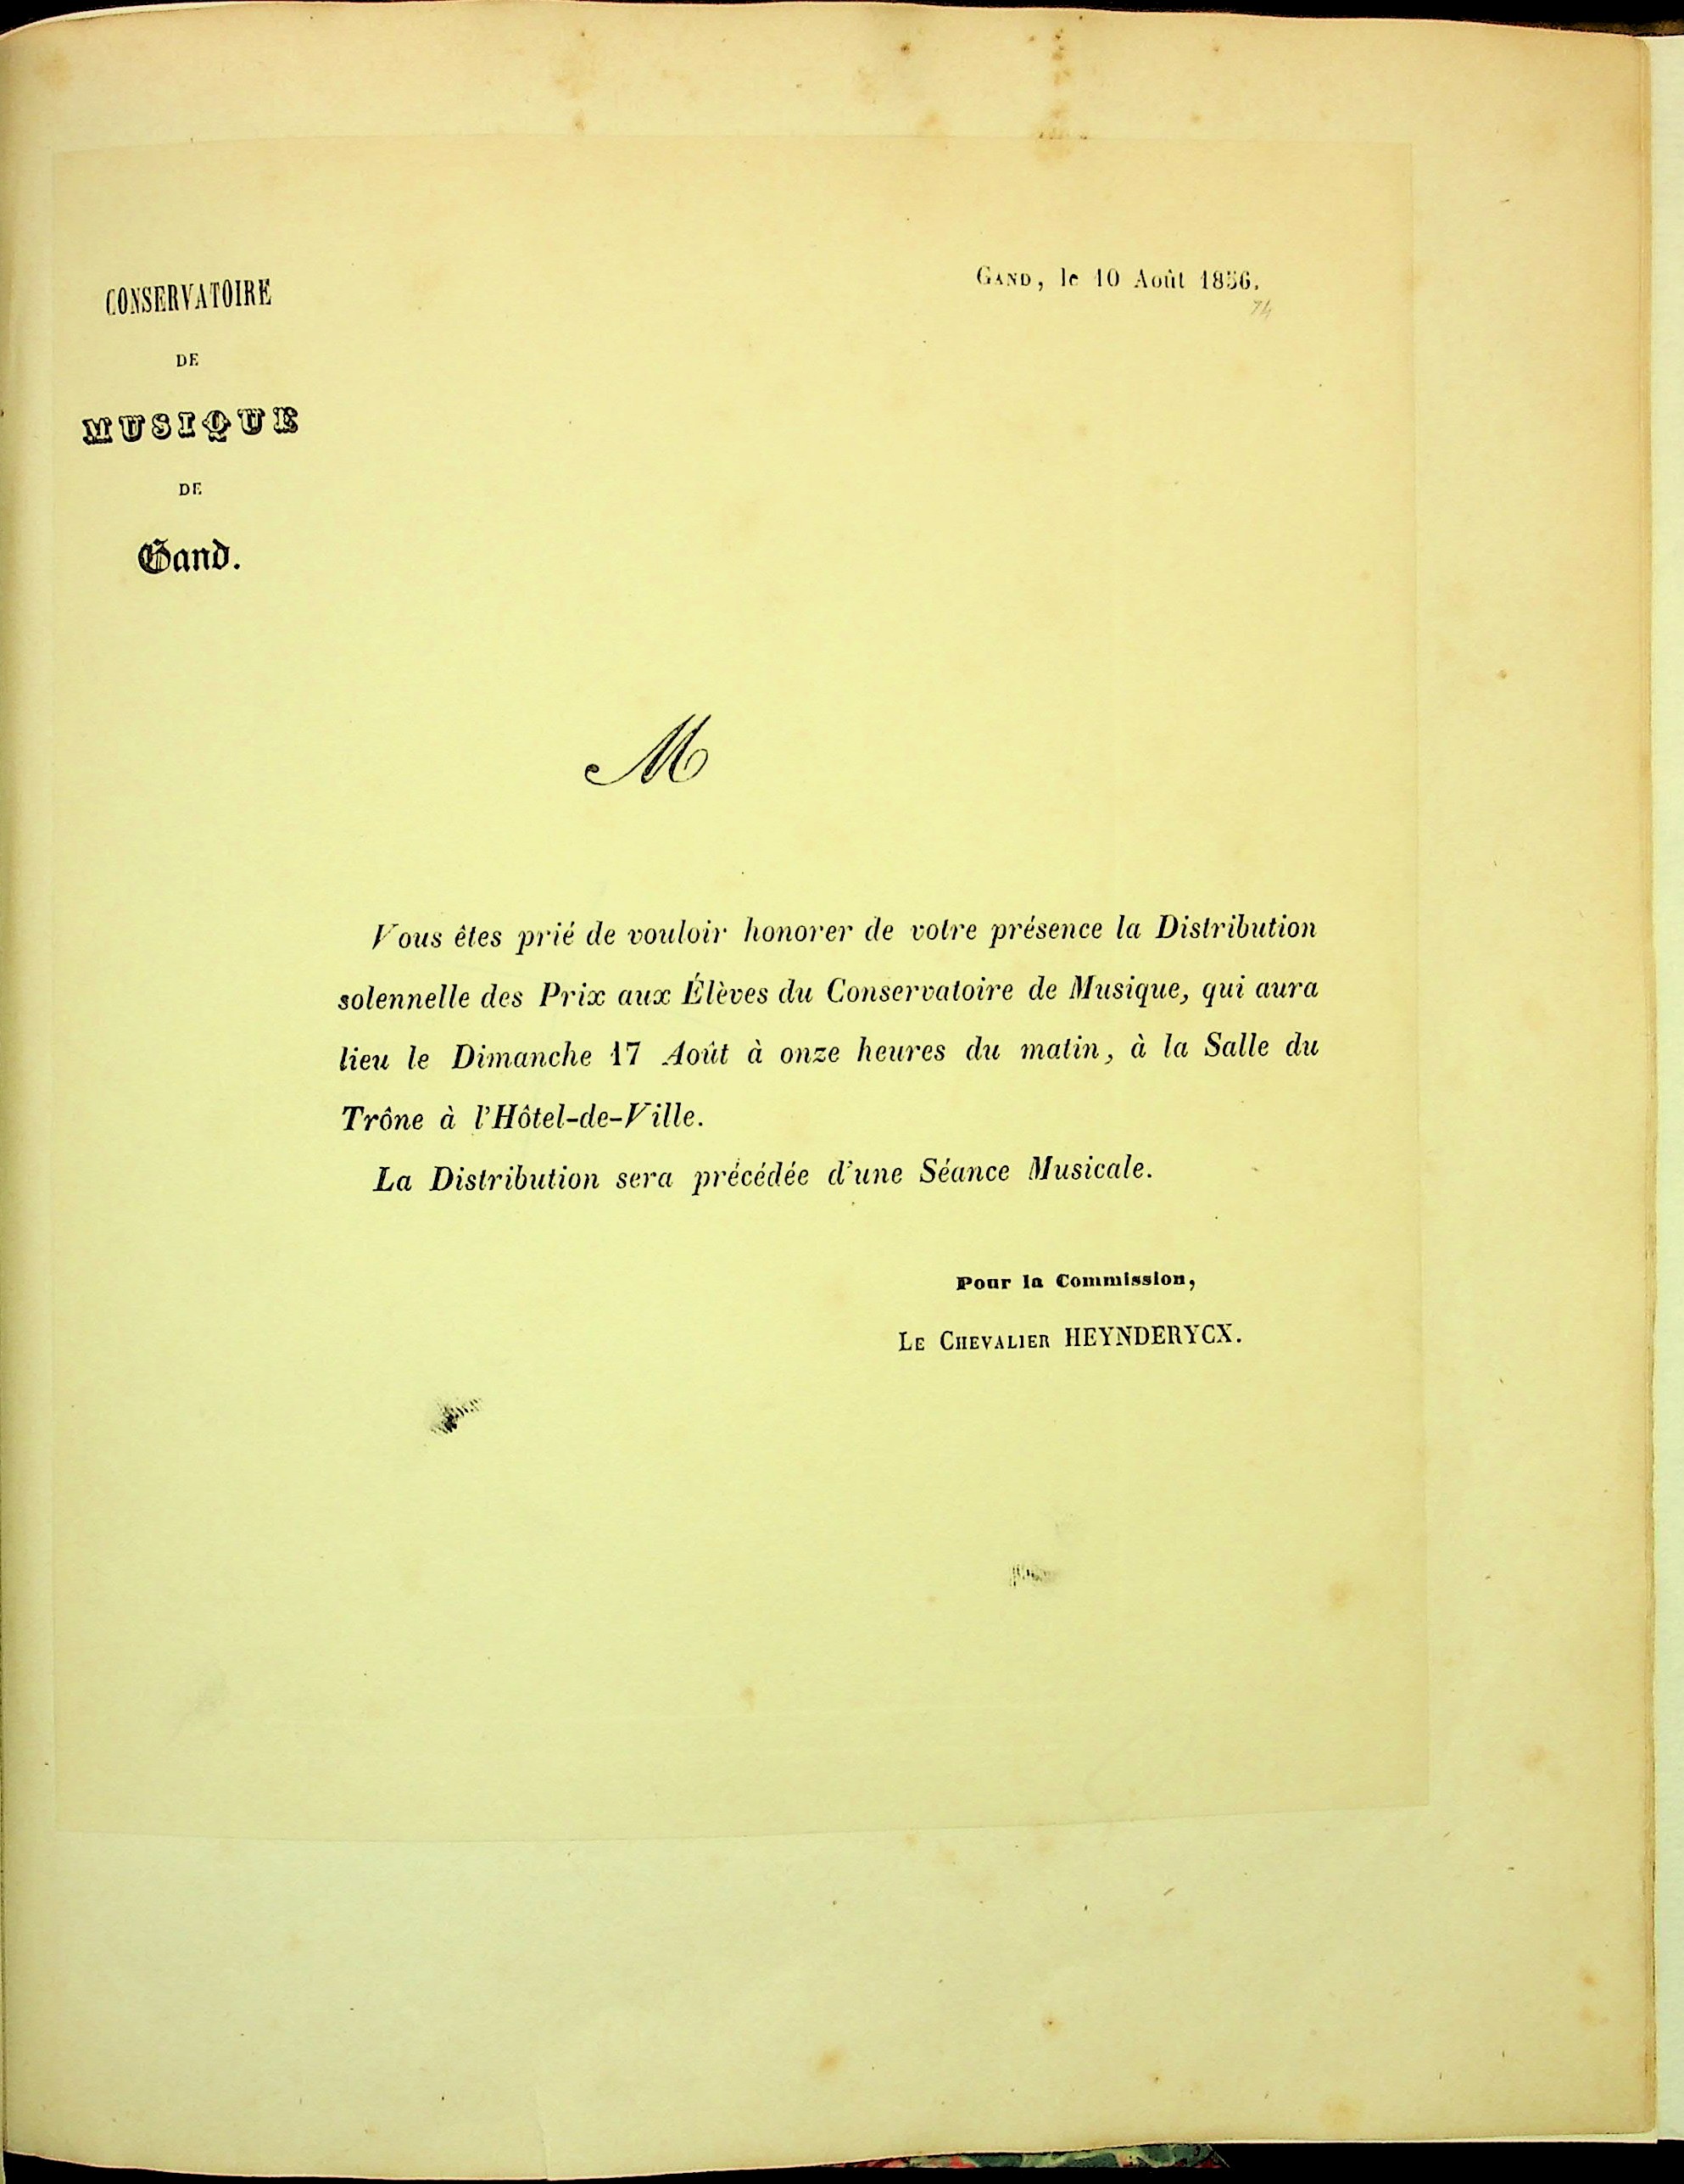 CONSERVATOIRE
DE
MUSIQUE
DE
Gand.
GAND, le 10 Août 1856.
74
M
Vous êtes prié de vouloir honorer de votre présence la Distribution
solennelle des Prix aux Élèves du Conservatoire de Musique, qui aura
lieu le Dimanche 17 Août à onze heures du matin, à la Salle du
Trône à l'Hôtel-de-Ville.
La Distribution sera précédée d'une Séance Musicale.
Pour la Commission,
LE CHEVALIER HEYNDERYCX.